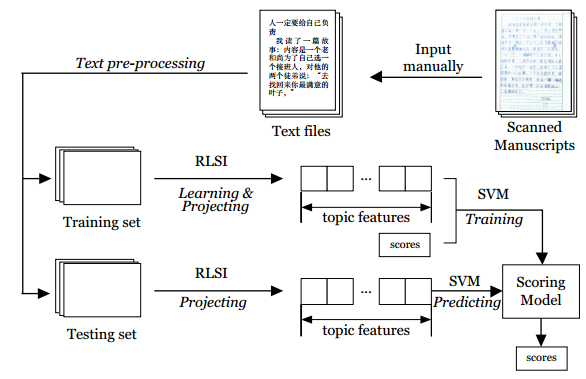 人一定要给自己负
责
我读了一篇故
事：内容是一个老
和尚为了自己选一
个接班人，对他的
两个徒弟说：“去
找回来你最满意的
叶子。”
Text pre-processing
Input
manually
Text files
Scanned
Manuscripts
RLSI
Learning &
Projecting
...
topic features
SVM
Training
Training set
scores
RLSI
Projecting
...
topic features
SVM
Predicting
Scoring
Model
Testing set
scores